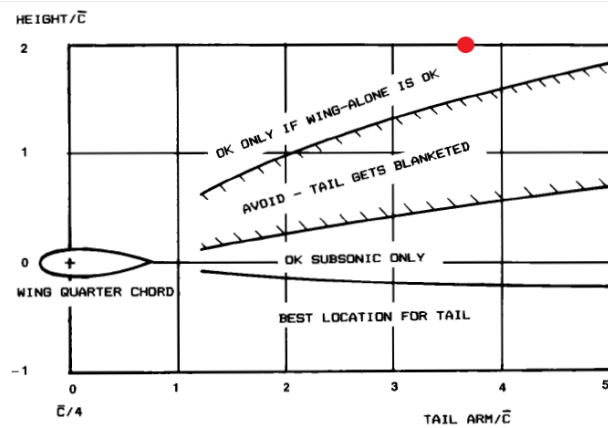 HEIGHT/C̄
2
OK ONLY IF WING-ALONE IS OK
1
AVOID - TAIL GETS BLANKETED
0
OK SUBSONIC ONLY
WING QUARTER CHORD
BEST LOCATION FOR TAIL
-1
0 1 2 3 4 5
C̄/4
TAIL ARM/C̄